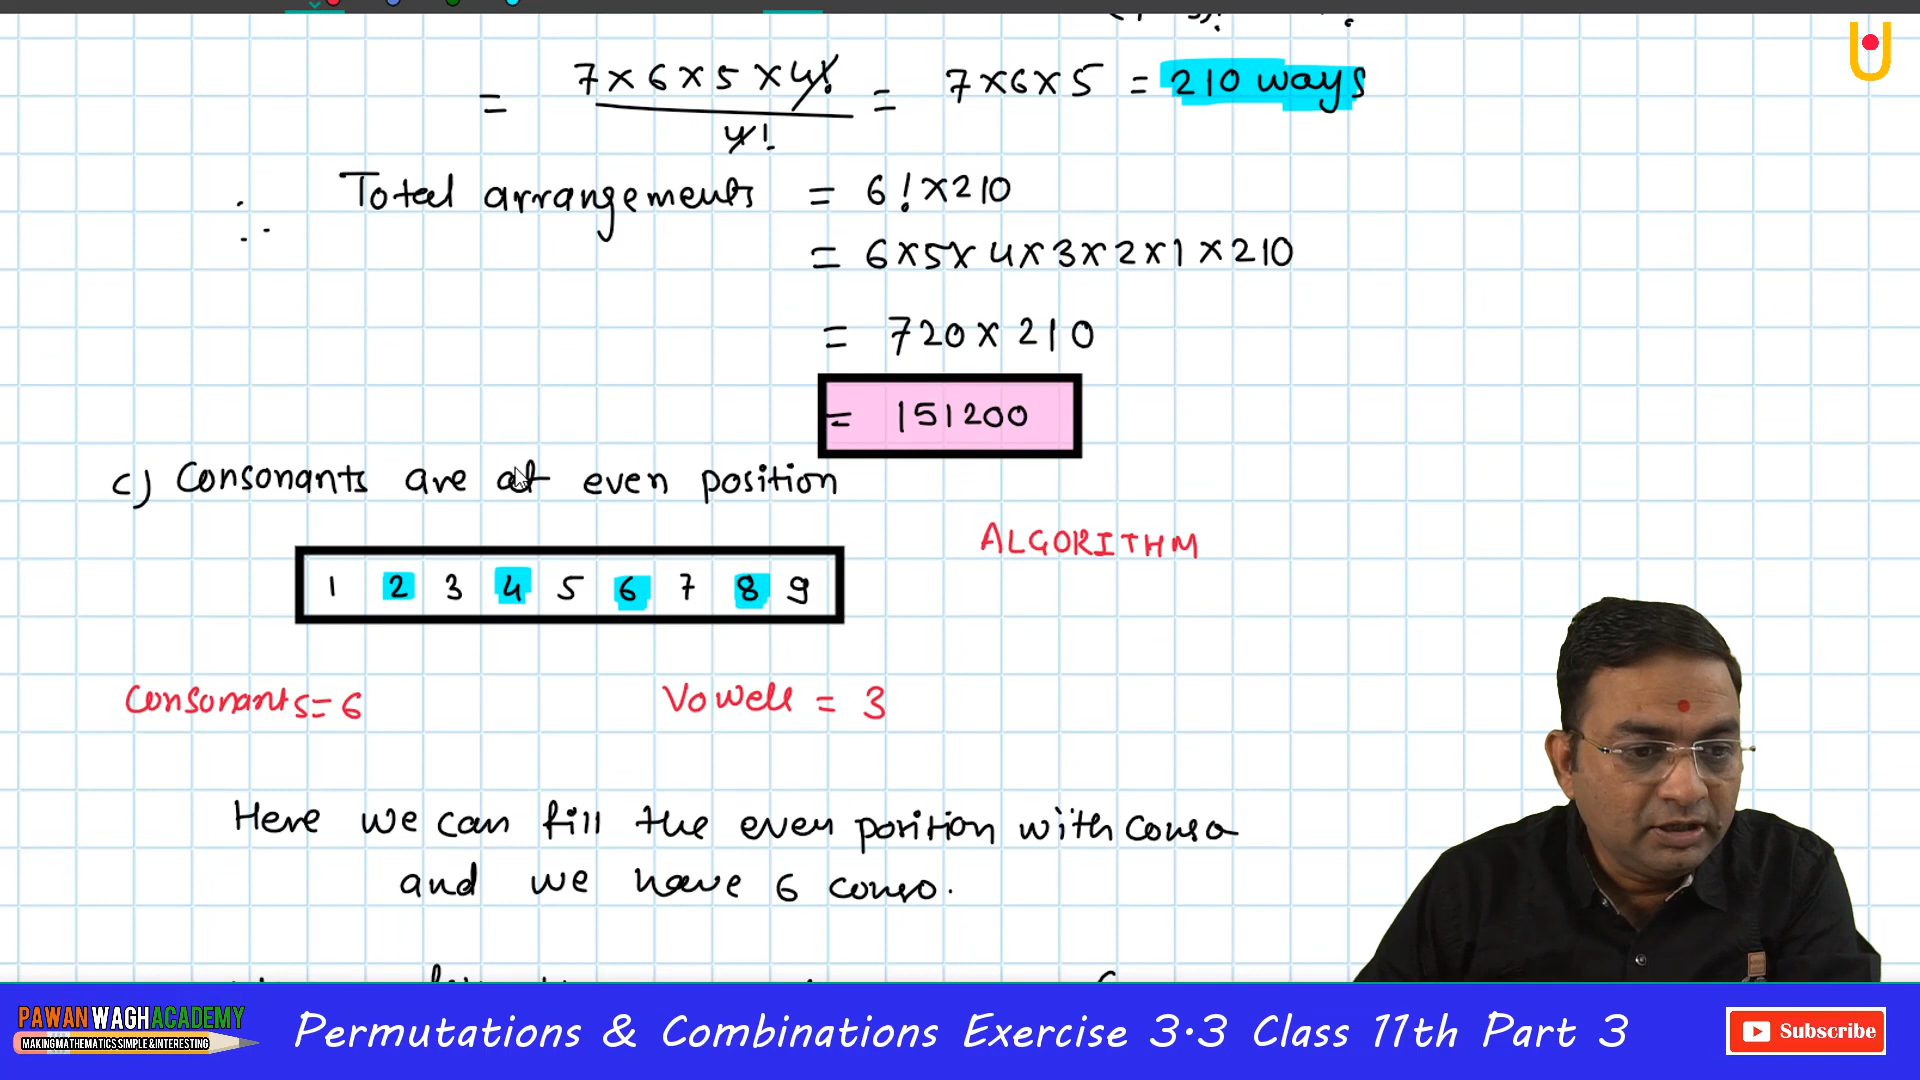 = 7 × 6 × 5 × 4! / 4! = 7 × 6 × 5 = 210 ways
∴ Total arrangements = 6! × 210
= 6 × 5 × 4 × 3 × 2 × 1 × 210
= 720 × 210
= 151200
c) Consonants are at even position
ALGORITHM
1 2 3 4 5 6 7 8 9
Consonants = 6 Vowels = 3
Here we can fill the even position with conso
and we have 6 conso.
PAWAN WAGH ACADEMY
MAKING MATHEMATICS SIMPLE & INTERESTING
Permutations & Combinations Exercise 3.3 Class 11th Part 3
Subscribe